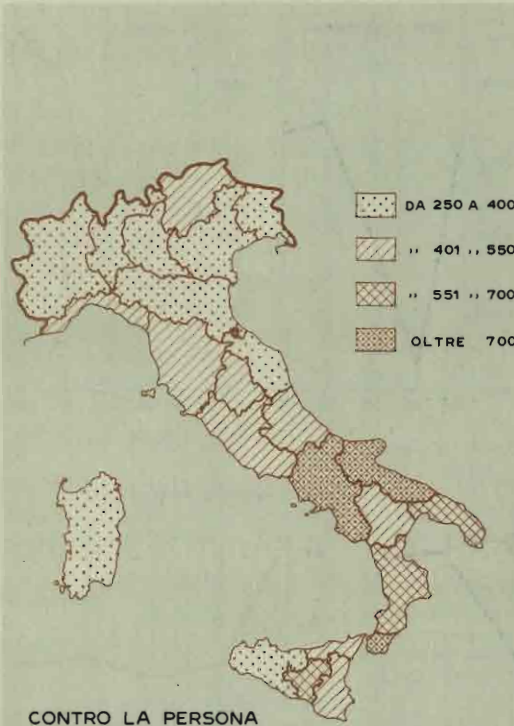 DA 250 A 400
,, 401 ,, 550
,, 551 ,, 700
OLTRE 700
CONTRO LA PERSONA